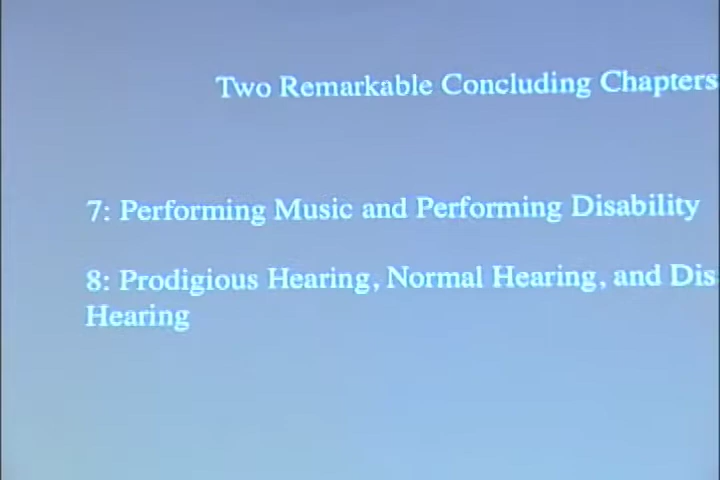 Two Remarkable Concluding Chapters
7: Performing Music and Performing Disability
8: Prodigious Hearing, Normal Hearing, and Dis
Hearing